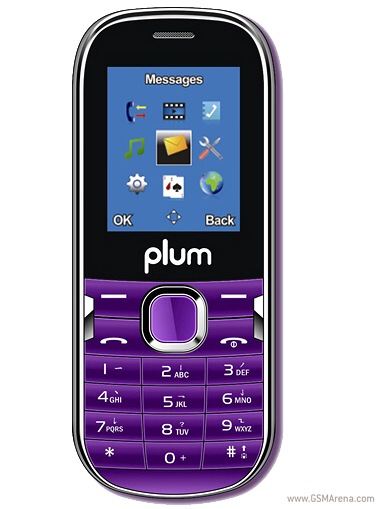 Messages
OK Back
plum
1 2 ABC 3 DEF
4 GHI 5 JKL 6 MNO
7 PQRS 8 TUV 9 WXYZ
* 0 + #
www.GSMArena.com